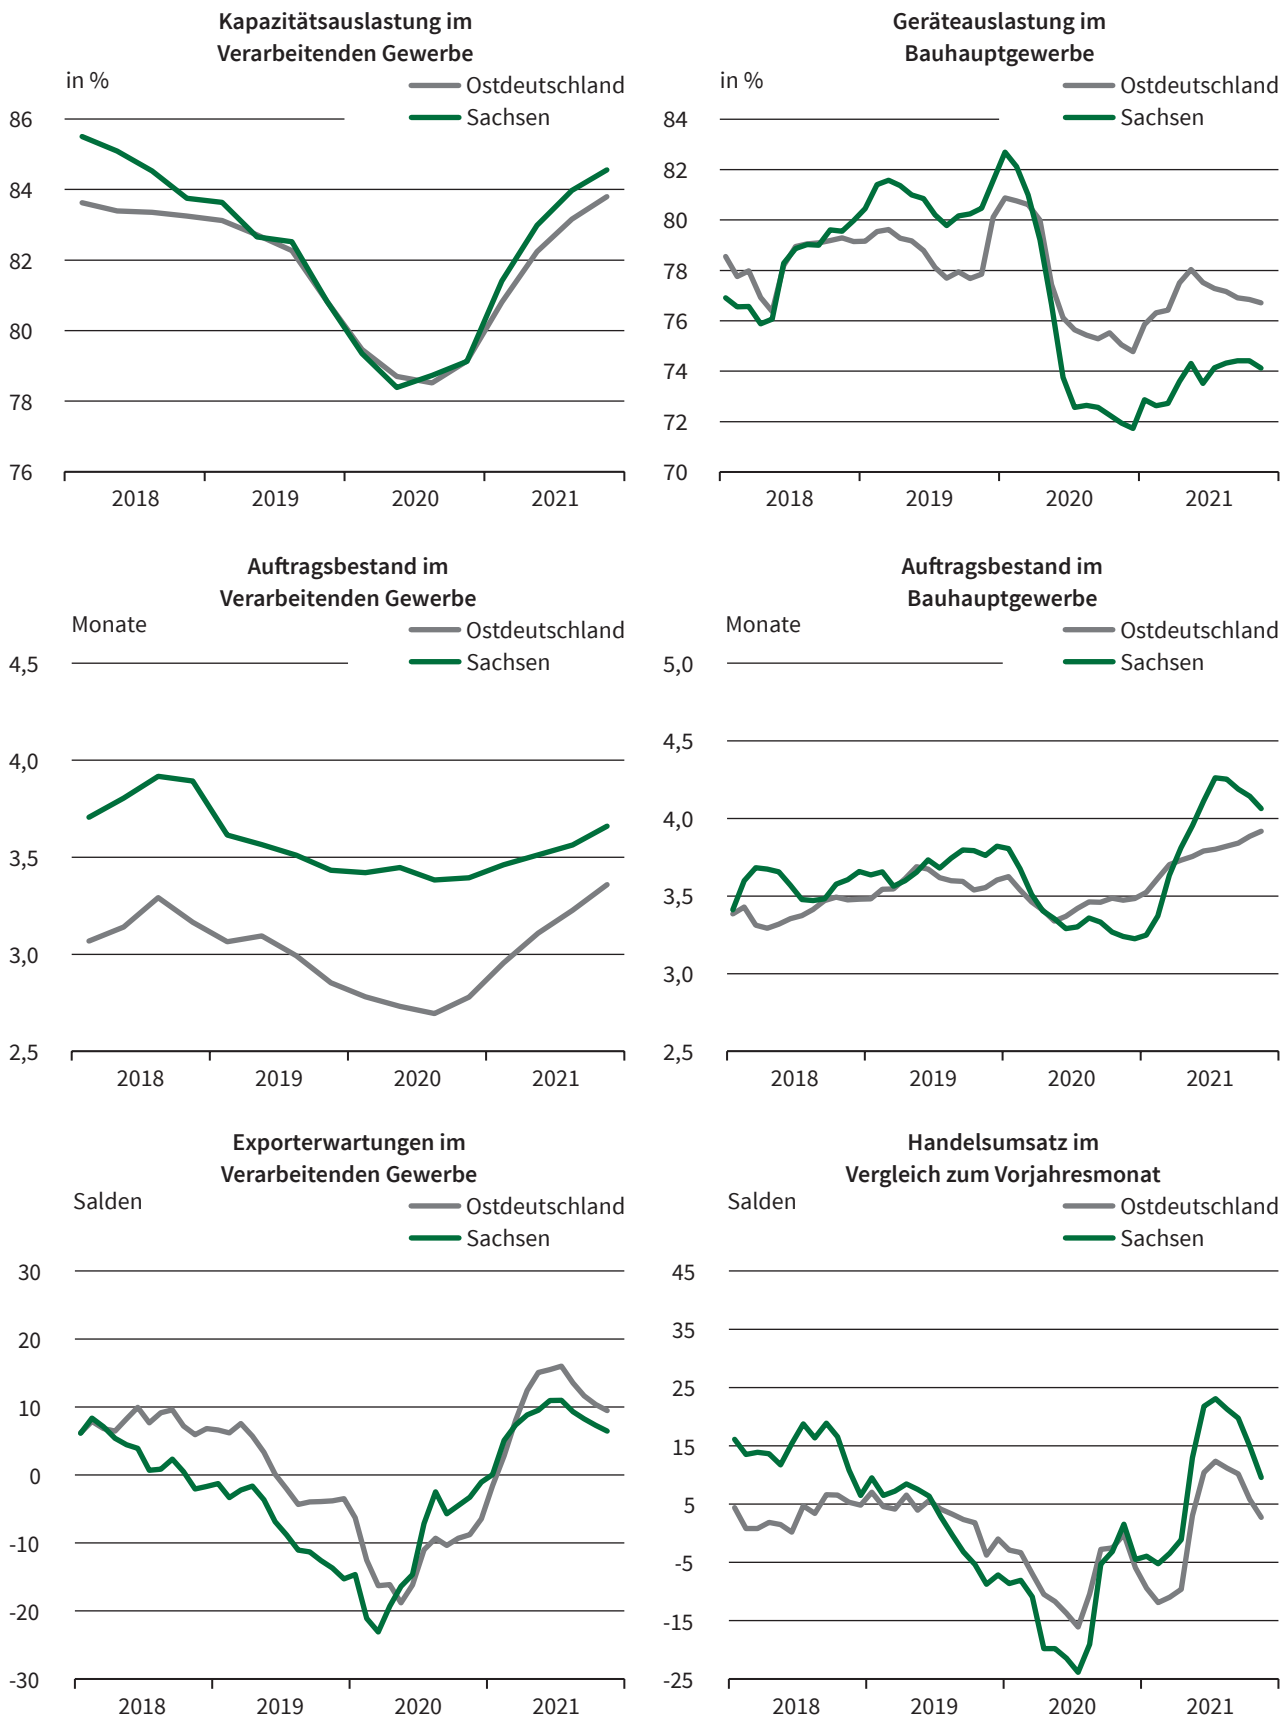 Kapazitätsauslastung im
Verarbeitenden Gewerbe
in %
Ostdeutschland
Sachsen
86
84
82
80
78
76
2018
2019
2020
2021
Geräteauslastung im
Bauhauptgewerbe
in %
Ostdeutschland
Sachsen
84
82
80
78
76
74
72
70
2018
2019
2020
2021
Auftragsbestand im
Verarbeitenden Gewerbe
Monate
Ostdeutschland
Sachsen
4,5
4,0
3,5
3,0
2,5
2018
2019
2020
2021
Auftragsbestand im
Bauhauptgewerbe
Monate
Ostdeutschland
Sachsen
5,0
4,5
4,0
3,5
3,0
2,5
2018
2019
2020
2021
Exporterwartungen im
Verarbeitenden Gewerbe
Salden
Ostdeutschland
Sachsen
30
20
10
0
-10
-20
-30
2018
2019
2020
2021
Handelsumsatz im
Vergleich zum Vorjahresmonat
Salden
Ostdeutschland
Sachsen
45
35
25
15
5
-5
-15
-25
2018
2019
2020
2021